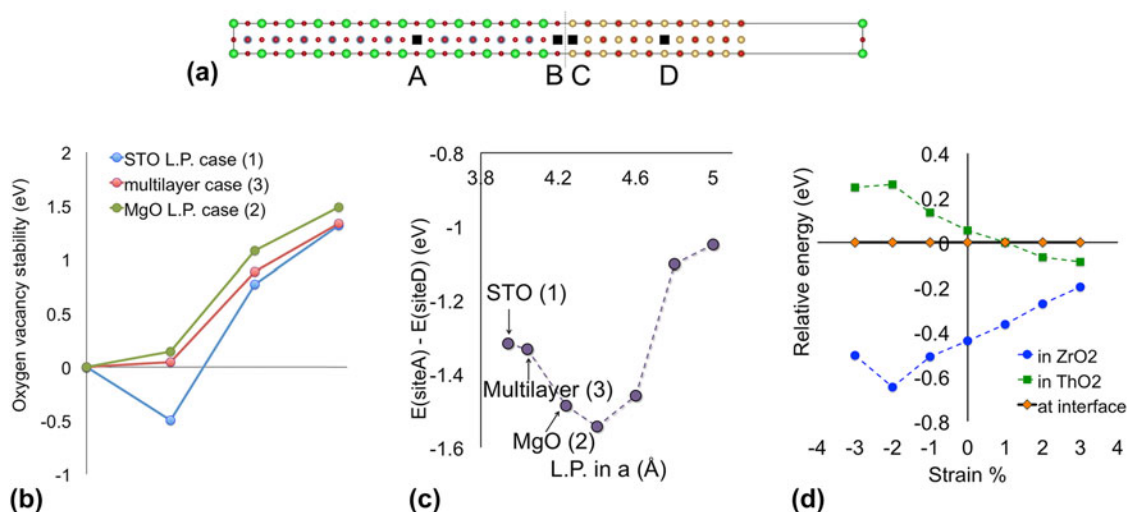 (a)
A
B
C
D
(b)
Oxygen vacancy stability (eV)
2
1.5
1
0.5
0
-0.5
-1
STO L.P. case (1)
multilayer case (3)
MgO L.P. case (2)
(c)
E(siteA) - E(siteD) (eV)
-0.8
-1
-1.2
-1.4
-1.6
3.8
4.2
4.6
5
STO (1)
Multilayer (3)
MgO (2)
L.P. in a (Å)
(d)
Relative energy (eV)
0.4
0.2
0
-0.2
-0.4
-0.6
-0.8
in ZrO2
in ThO2
at interface
-4 -3 -2 -1 0 1 2 3 4
Strain %